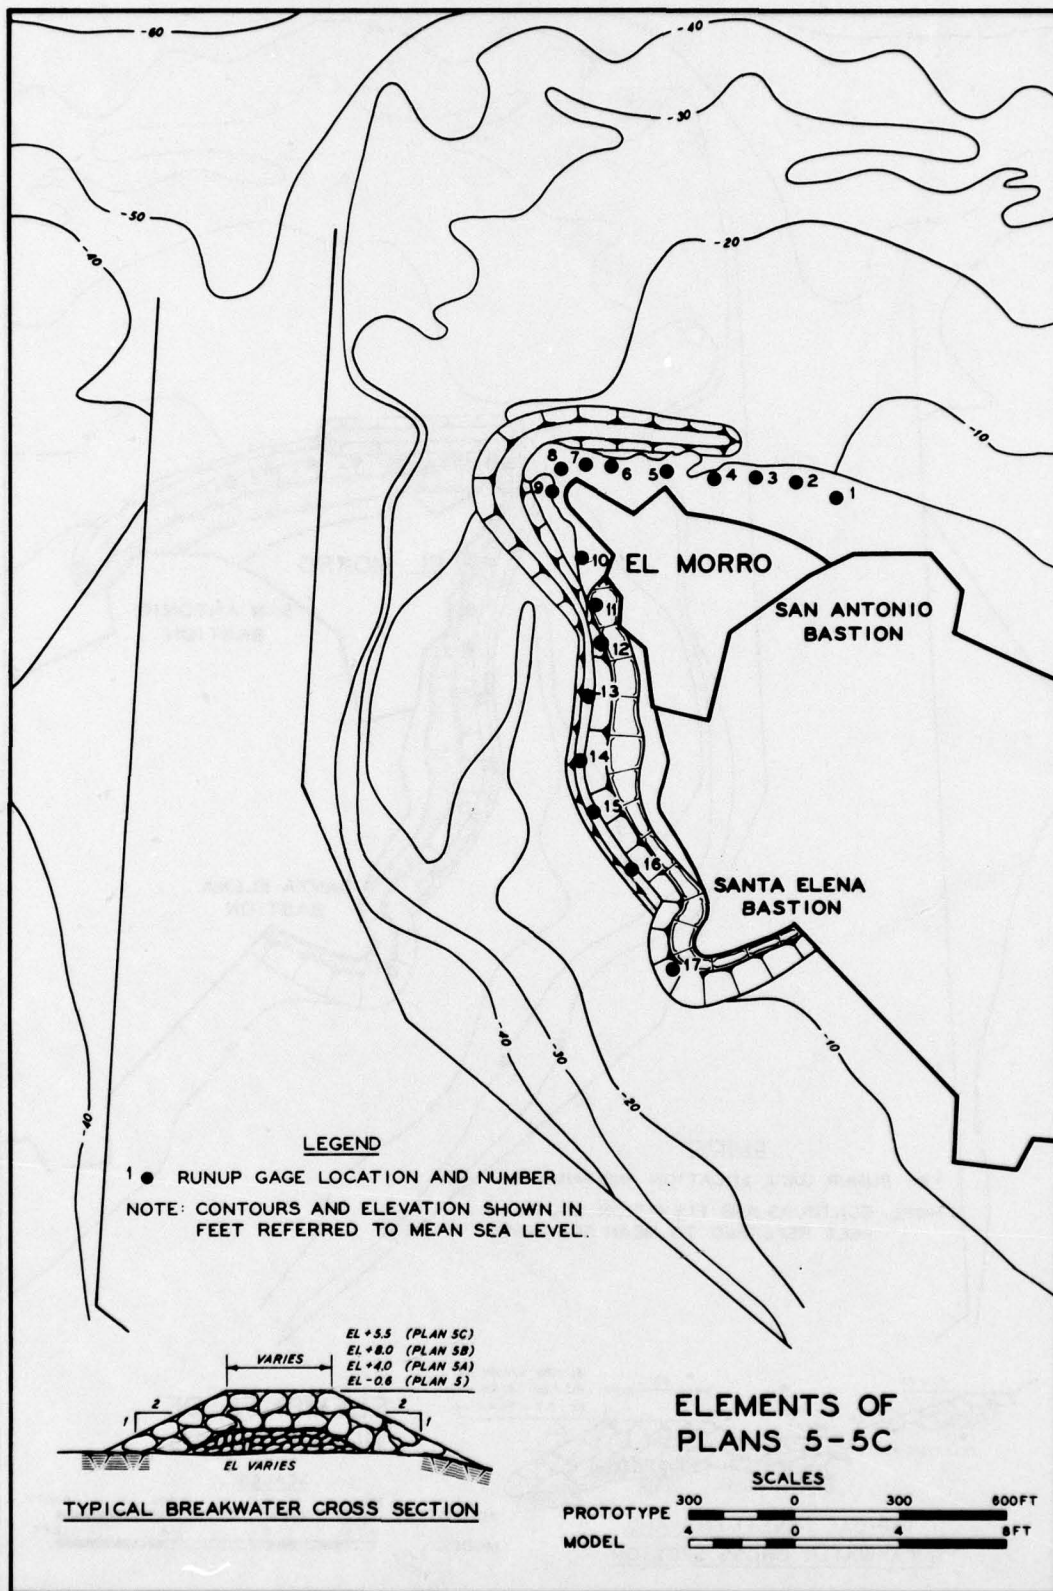 -60
-40
-30
-50
-40
-20
-10
8
7
6
5
4
3
2
1
9
10
EL MORRO
11
SAN ANTONIO
BASTION
12
13
14
15
16
SANTA ELENA
BASTION
17
-40
-30
-20
-10
-40
LEGEND
1 ● RUNUP GAGE LOCATION AND NUMBER
NOTE: CONTOURS AND ELEVATION SHOWN IN
FEET REFERRED TO MEAN SEA LEVEL.
EL +5.5 (PLAN 5C)
EL +8.0 (PLAN 5B)
EL +4.0 (PLAN 5A)
EL -0.6 (PLAN 5)
VARIES
2
1
2
1
EL VARIES
TYPICAL BREAKWATER CROSS SECTION
ELEMENTS OF
PLANS 5-5C
SCALES
PROTOTYPE 300 0 300 600 FT
MODEL 4 0 4 8 FT